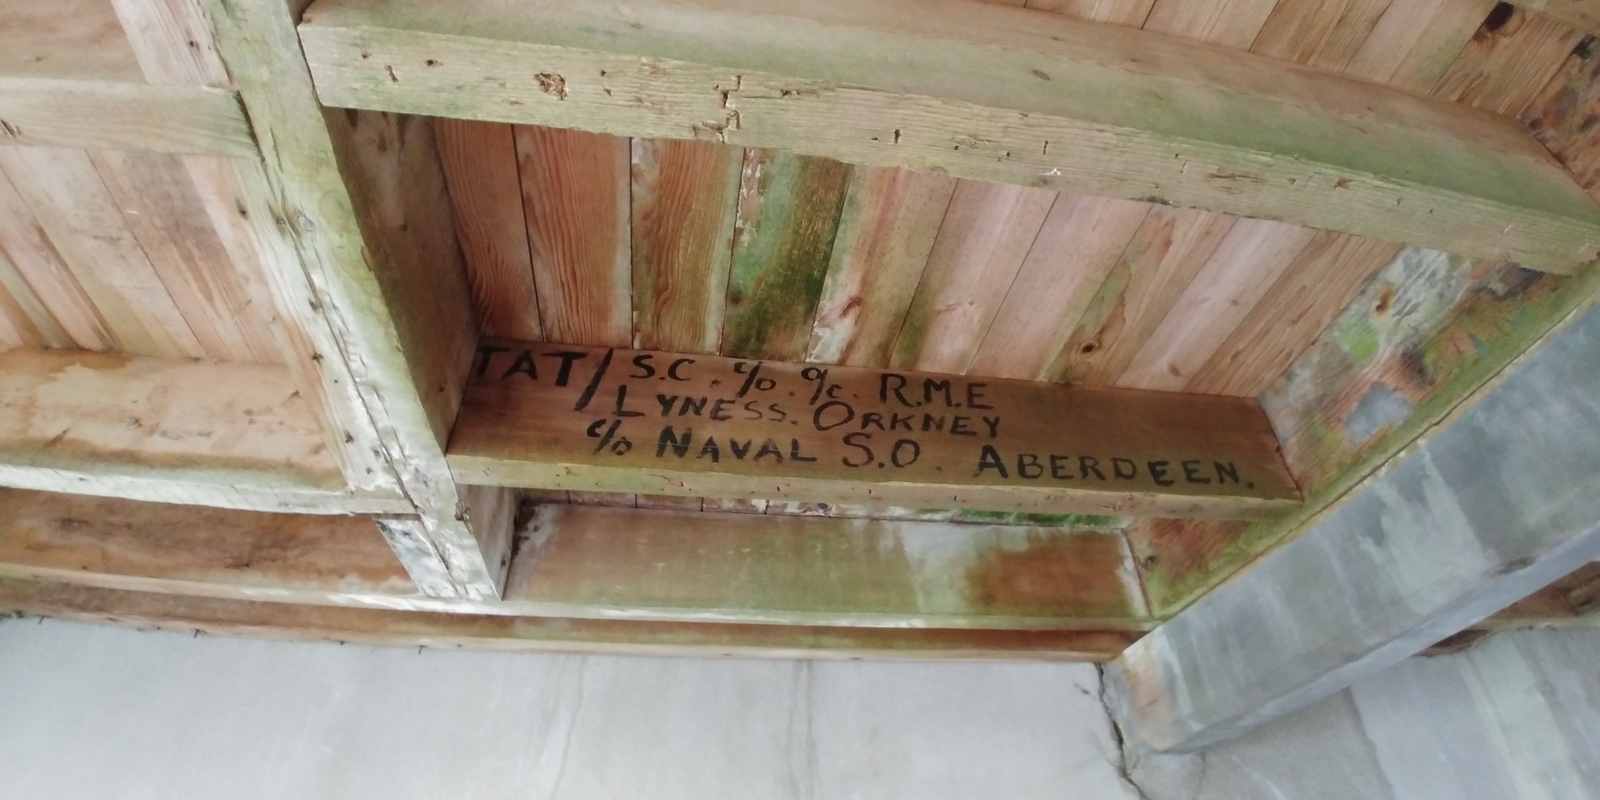 TAT/ S.C. c/o. o/c. R.M.E
LYNESS. ORKNEY
c/o NAVAL S.O. ABERDEEN.